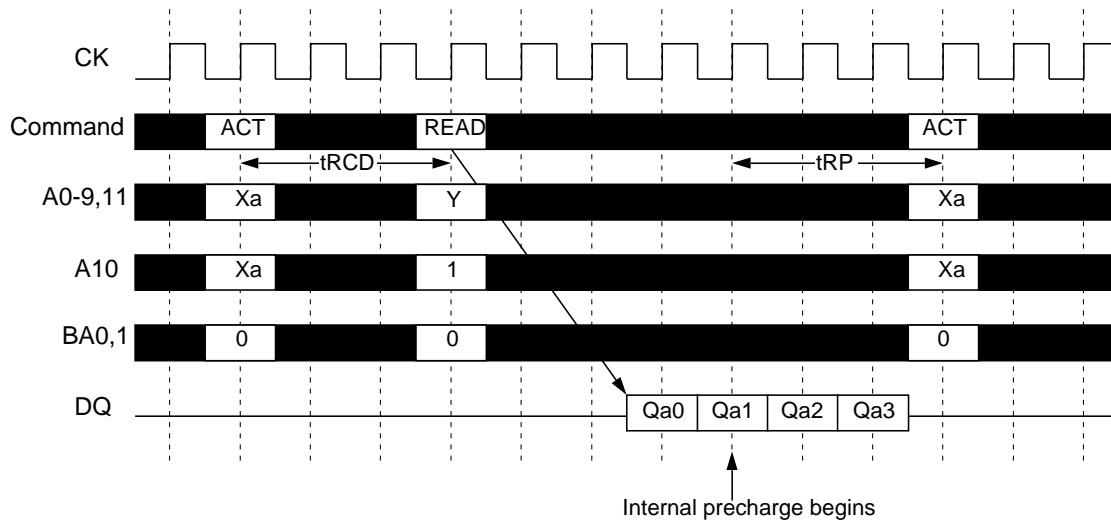 CK
Command ACT READ ACT
tRCD tRP
A0-9,11 Xa Y Xa
A10 Xa 1 Xa
BA0,1 0 0 0
DQ Qa0 Qa1 Qa2 Qa3
Internal precharge begins